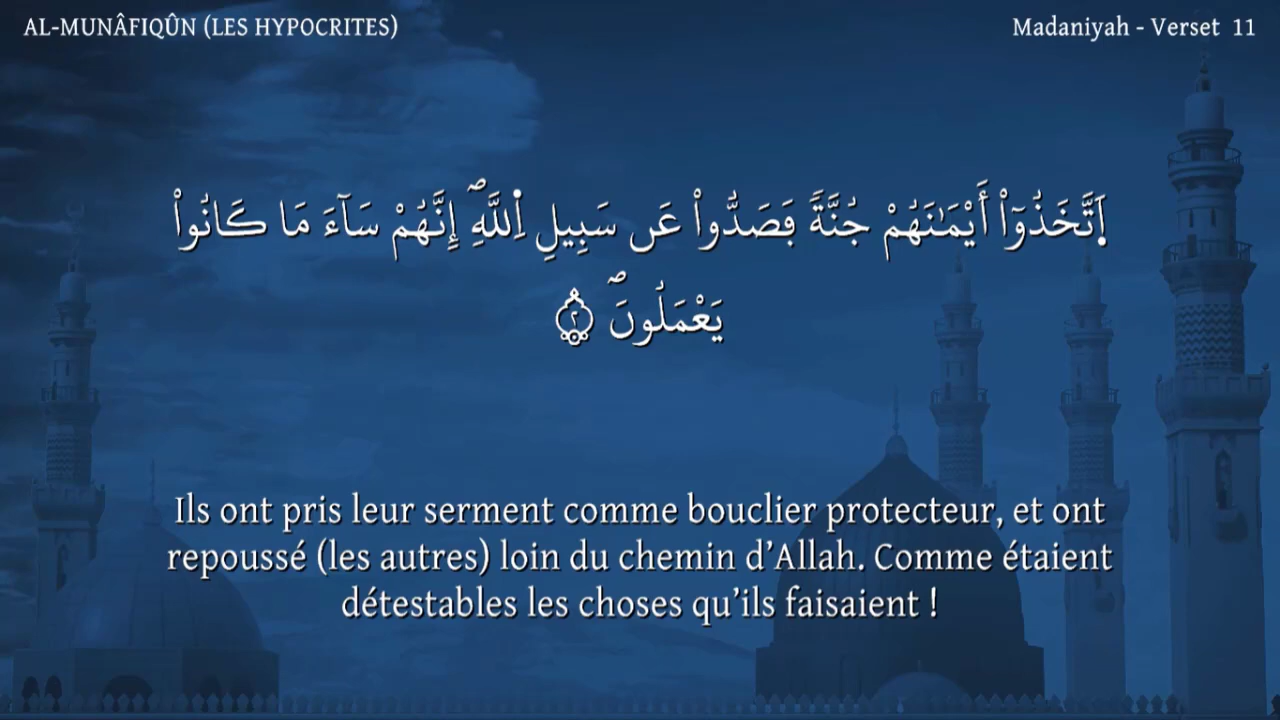 AL-MUNÂFIQÛN (LES HYPOCRITES)
Madaniyah - Verset 11
اَ۪تَّخَذُوٓاْ أَيْمَٰنَهُمْ جُنَّةٗ فَصَدُّواْ عَن سَبِيلِ اِ۬للَّهِۖ إِنَّهُمْ سَآءَ مَا كَانُواْ
يَعْمَلُونَۖ ٢
Ils ont pris leur serment comme bouclier protecteur, et ont
repoussé (les autres) loin du chemin d’Allah. Comme étaient
détestables les choses qu’ils faisaient !